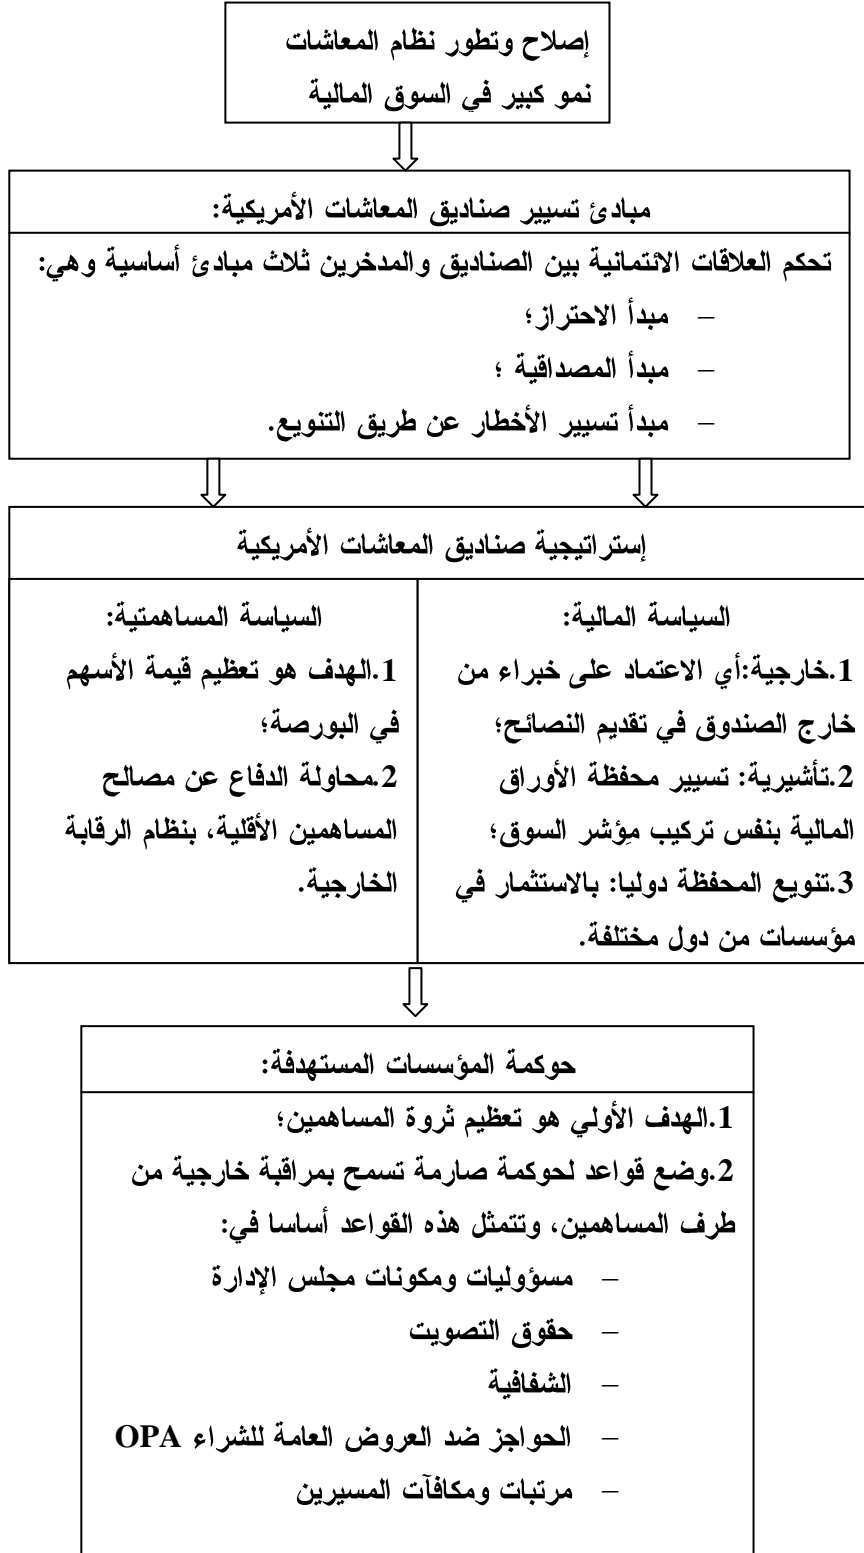 إصلاح وتطور نظام المعاشات
نمو كبير في السوق المالية
مبادئ تسيير صناديق المعاشات الأمريكية:
تحكم العلاقات الائتمانية بين الصناديق والمدخرين ثلاث مبادئ أساسية وهي:
– مبدأ الاحتراز؛
– مبدأ المصداقية ؛
– مبدأ تسيير الأخطار عن طريق التنويع.
إستراتيجية صناديق المعاشات الأمريكية
السياسة المالية:
1.خارجية:أي الاعتماد على خبراء من
خارج الصندوق في تقديم النصائح؛
2.تأشيرية: تسيير محفظة الأوراق
المالية بنفس تركيب مِؤشر السوق؛
3.تنويع المحفظة دوليا: بالاستثمار في
مؤسسات من دول مختلفة.
السياسة المساهمتية:
1.الهدف هو تعظيم قيمة الأسهم
في البورصة؛
2.محاولة الدفاع عن مصالح
المساهمين الأقلية، بنظام الرقابة
الخارجية.
حوكمة المؤسسات المستهدفة:
1.الهدف الأولي هو تعظيم ثروة المساهمين؛
2.وضع قواعد لحوكمة صارمة تسمح بمراقبة خارجية من
طرف المساهمين، وتتمثل هذه القواعد أساسا في:
– مسؤوليات ومكونات مجلس الإدارة
– حقوق التصويت
– الشفافية
– الحواجز ضد العروض العامة للشراء OPA
– مرتبات ومكافآت المسيرين